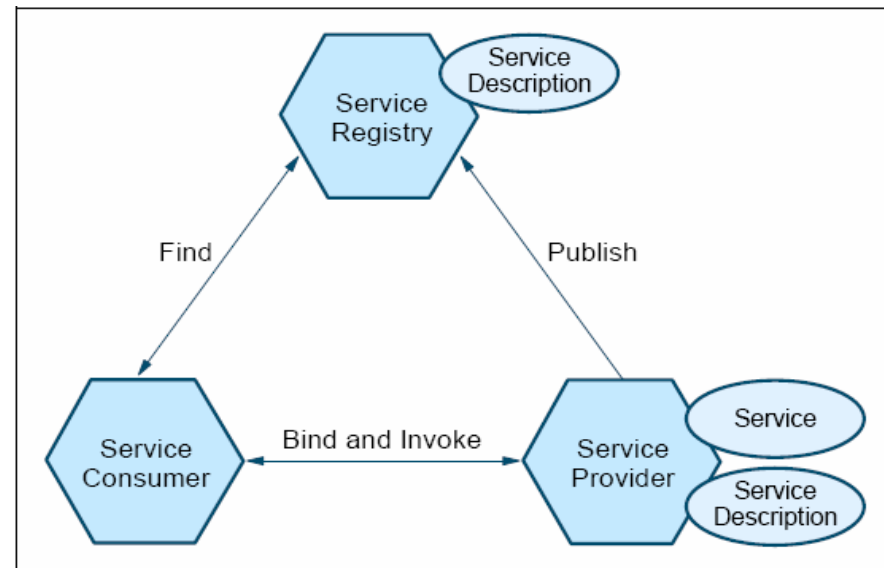 Service
Description
Service
Registry
Find
Publish
Service
Consumer
Bind and Invoke
Service
Provider
Service
Service
Description